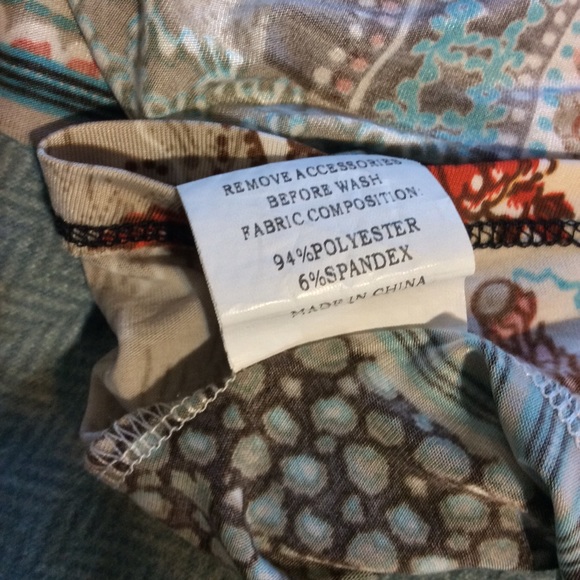 REMOVE ACCESSORIES
BEFORE WASH
FABRIC COMPOSITION:
94%POLYESTER
6%SPANDEX
MADE IN CHINA